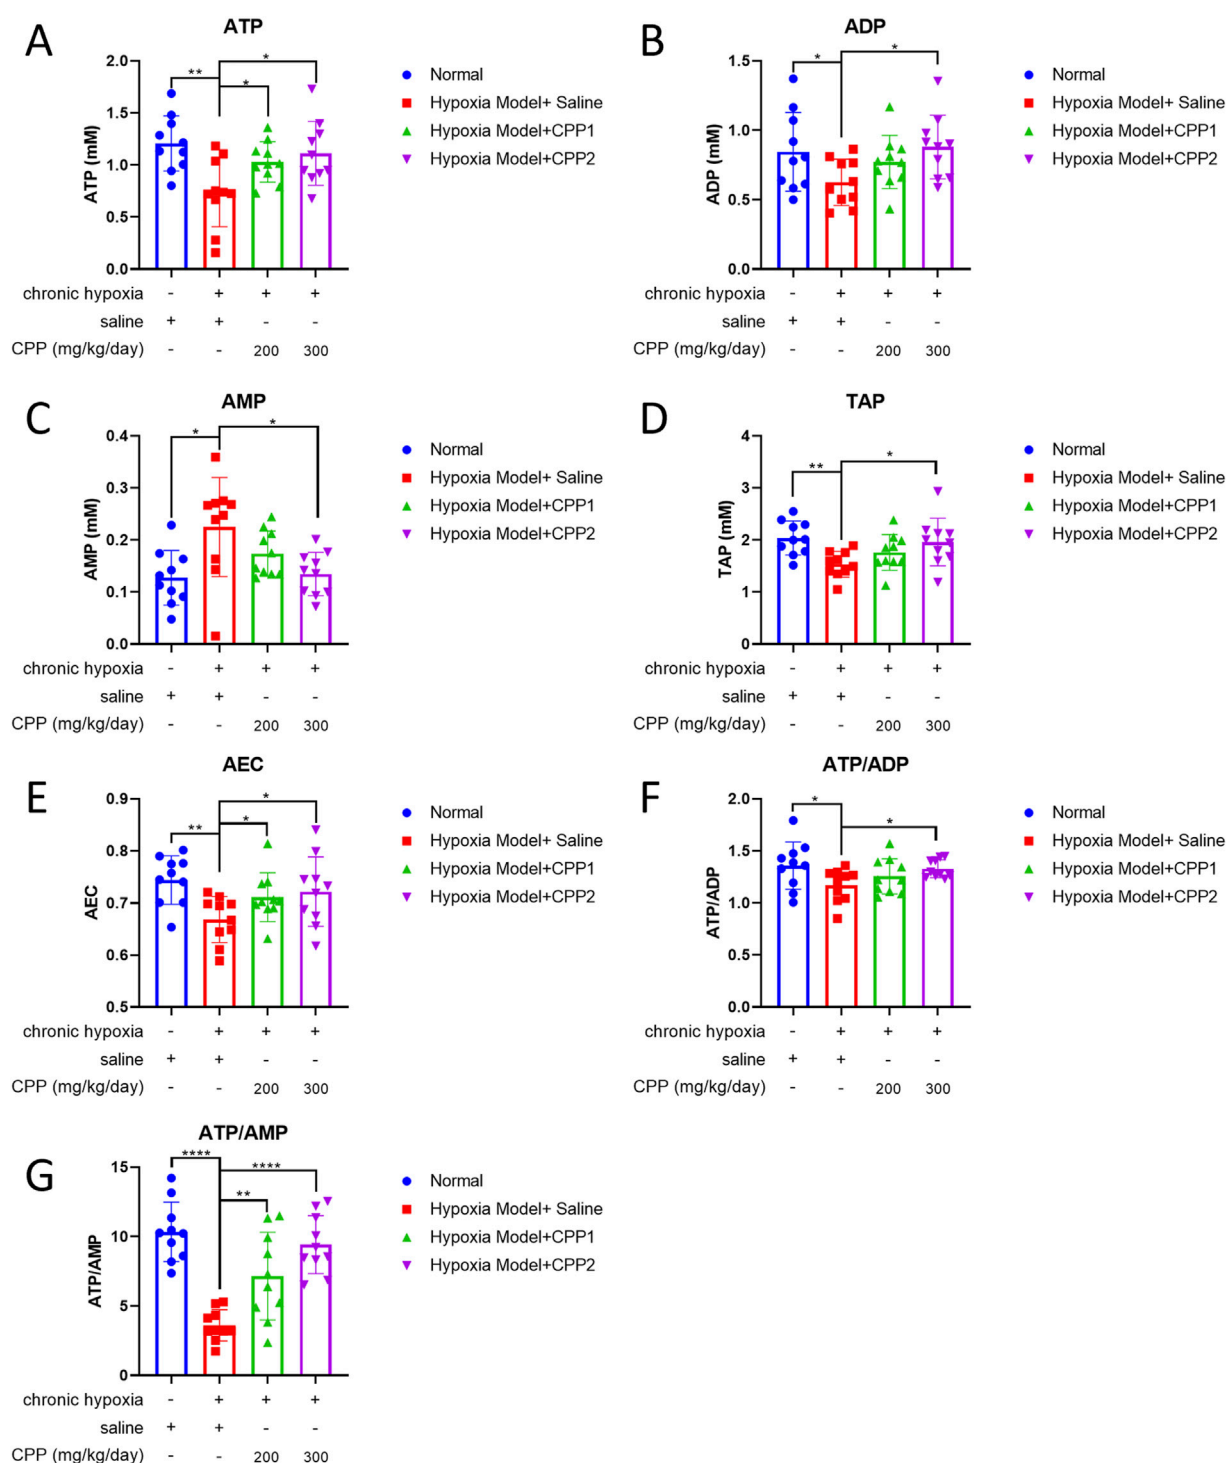 A
ATP
ATP (mM)
2.0
1.5
1.0
0.5
0.0
** * *
Normal
Hypoxia Model+ Saline
Hypoxia Model+CPP1
Hypoxia Model+CPP2
chronic hypoxia - + + +
saline + + - -
CPP (mg/kg/day) - - 200 300
B
ADP
ADP (mM)
1.5
1.0
0.5
0.0
* *
Normal
Hypoxia Model+ Saline
Hypoxia Model+CPP1
Hypoxia Model+CPP2
chronic hypoxia - + + +
saline + + - -
CPP (mg/kg/day) - - 200 300
C
AMP
AMP (mM)
0.4
0.3
0.2
0.1
0.0
* *
Normal
Hypoxia Model+ Saline
Hypoxia Model+CPP1
Hypoxia Model+CPP2
chronic hypoxia - + + +
saline + + - -
CPP (mg/kg/day) - - 200 300
D
TAP
TAP (mM)
4
3
2
1
0
** *
Normal
Hypoxia Model+ Saline
Hypoxia Model+CPP1
Hypoxia Model+CPP2
chronic hypoxia - + + +
saline + + - -
CPP (mg/kg/day) - - 200 300
E
AEC
AEC
0.9
0.8
0.7
0.6
0.5
** * *
Normal
Hypoxia Model+ Saline
Hypoxia Model+CPP1
Hypoxia Model+CPP2
chronic hypoxia - + + +
saline + + - -
CPP (mg/kg/day) - - 200 300
F
ATP/ADP
ATP/ADP
2.0
1.5
1.0
0.5
0.0
* *
Normal
Hypoxia Model+ Saline
Hypoxia Model+CPP1
Hypoxia Model+CPP2
chronic hypoxia - + + +
saline + + - -
CPP (mg/kg/day) - - 200 300
G
ATP/AMP
ATP/AMP
15
10
5
0
**** ** ****
Normal
Hypoxia Model+ Saline
Hypoxia Model+CPP1
Hypoxia Model+CPP2
chronic hypoxia - + + +
saline + + - -
CPP (mg/kg/day) - - 200 300